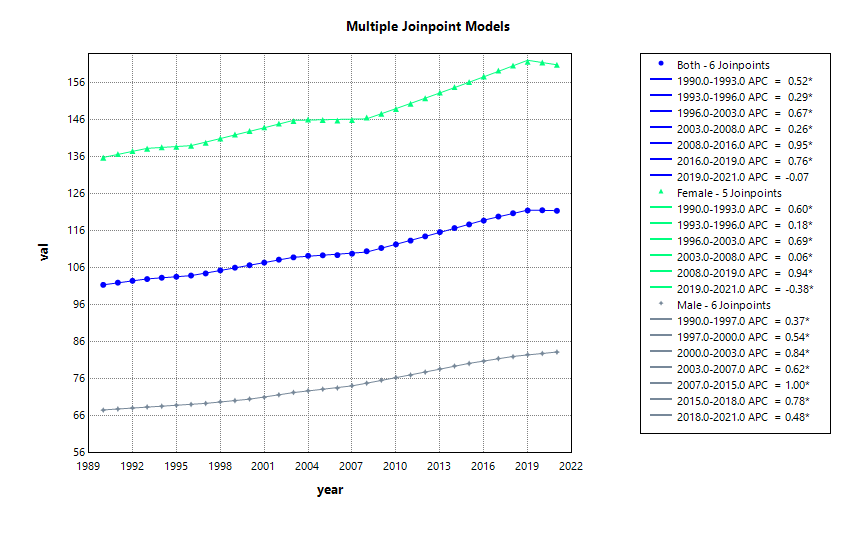 Multiple Joinpoint Models
156
146
136
126
116
106
96
86
76
66
56
val
1989 1992 1995 1998 2001 2004 2007 2010 2013 2016 2019 2022
year
Both - 6 Joinpoints
1990.0-1993.0 APC = 0.52*
1993.0-1996.0 APC = 0.29*
1996.0-2003.0 APC = 0.67*
2003.0-2008.0 APC = 0.26*
2008.0-2016.0 APC = 0.95*
2016.0-2019.0 APC = 0.76*
2019.0-2021.0 APC = -0.07
Female - 5 Joinpoints
1990.0-1993.0 APC = 0.60*
1993.0-1996.0 APC = 0.18*
1996.0-2003.0 APC = 0.69*
2003.0-2008.0 APC = 0.06*
2008.0-2019.0 APC = 0.94*
2019.0-2021.0 APC = -0.38*
Male - 6 Joinpoints
1990.0-1997.0 APC = 0.37*
1997.0-2000.0 APC = 0.54*
2000.0-2003.0 APC = 0.84*
2003.0-2007.0 APC = 0.62*
2007.0-2015.0 APC = 1.00*
2015.0-2018.0 APC = 0.78*
2018.0-2021.0 APC = 0.48*